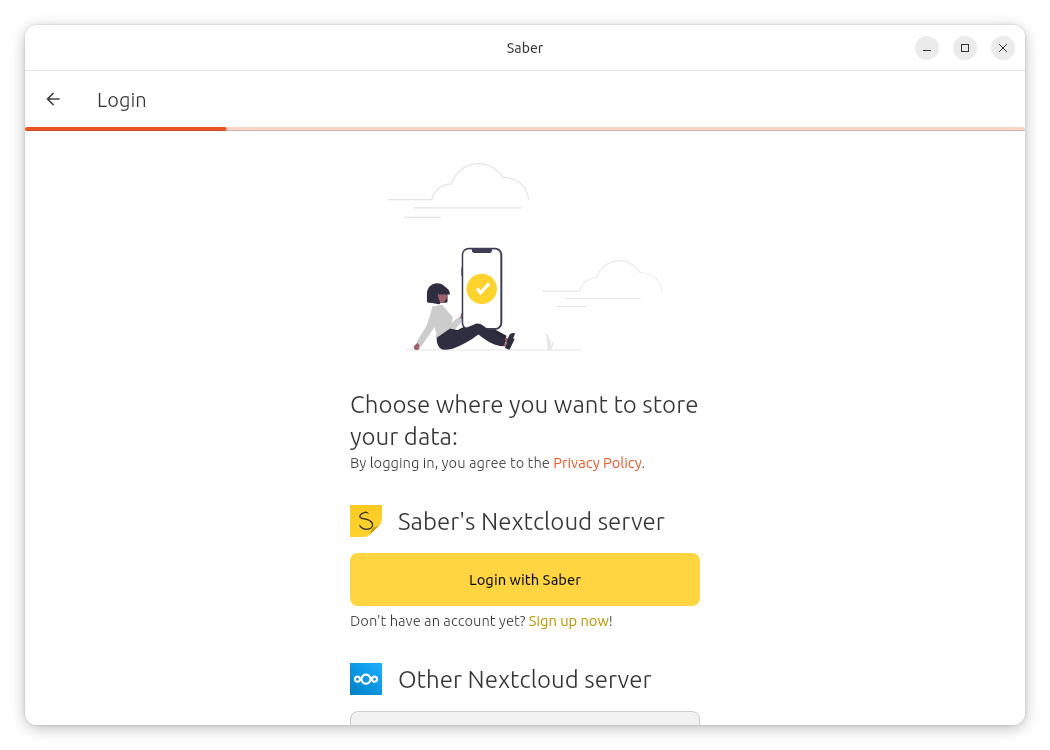 Saber
Login
Choose where you want to store
your data:
By logging in, you agree to the Privacy Policy.
Saber's Nextcloud server
Login with Saber
Don't have an account yet? Sign up now!
Other Nextcloud server